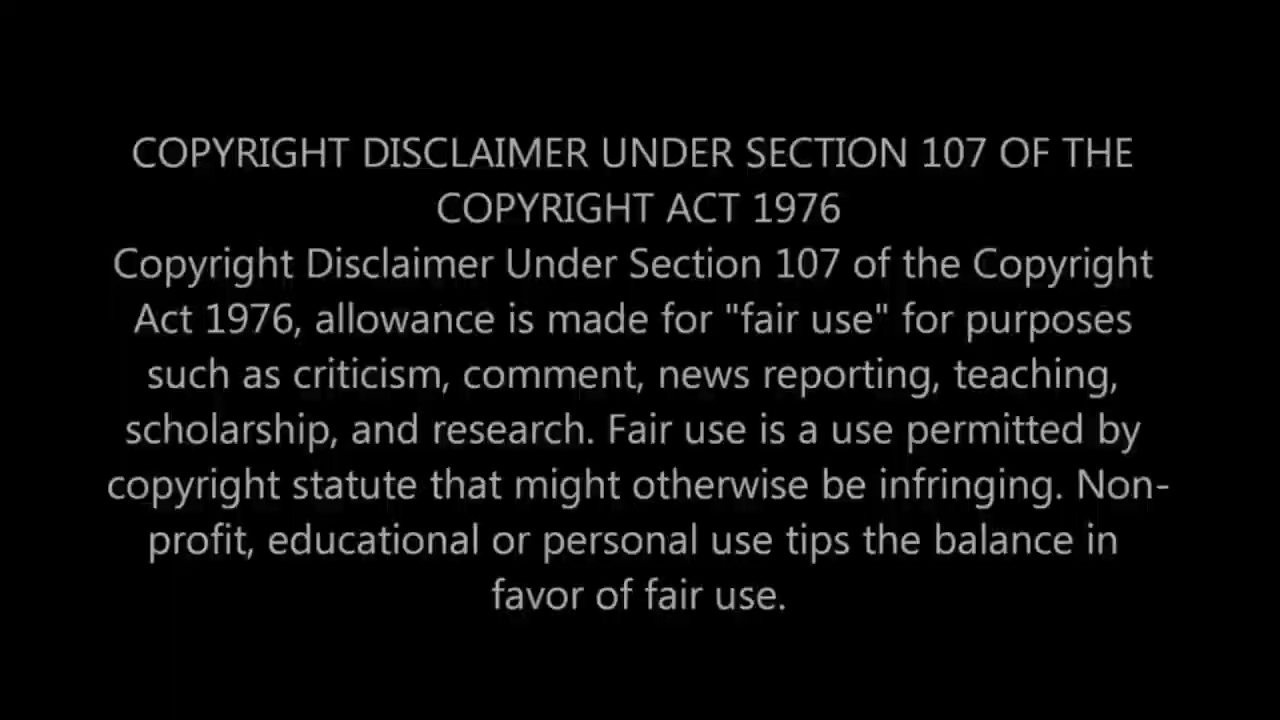 COPYRIGHT DISCLAIMER UNDER SECTION 107 OF THE
COPYRIGHT ACT 1976
Copyright Disclaimer Under Section 107 of the Copyright
Act 1976, allowance is made for "fair use" for purposes
such as criticism, comment, news reporting, teaching,
scholarship, and research. Fair use is a use permitted by
copyright statute that might otherwise be infringing. Non-
profit, educational or personal use tips the balance in
favor of fair use.